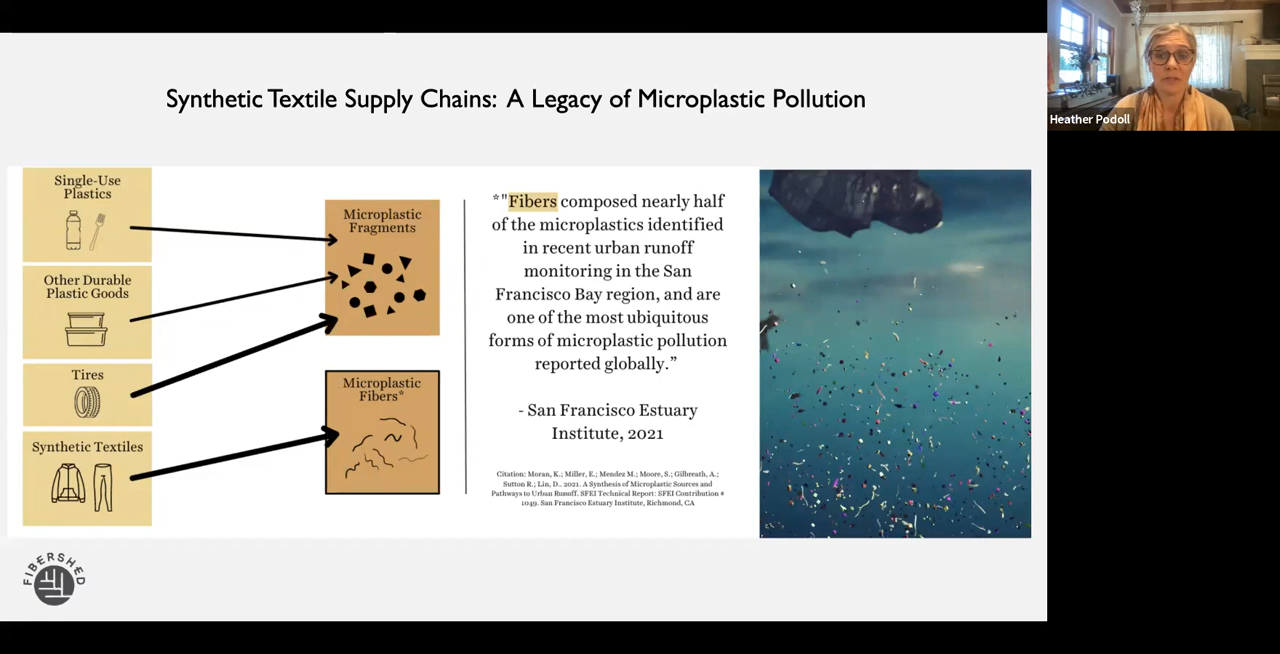 Synthetic Textile Supply Chains: A Legacy of Microplastic Pollution
Heather Podoll
Single-Use
Plastics
Other Durable
Plastic Goods
Tires
Synthetic Textiles
Microplastic
Fragments
Microplastic
Fibers*
*"Fibers composed nearly half
of the microplastics identified
in recent urban runoff
monitoring in the San
Francisco Bay region, and are
one of the most ubiquitous
forms of microplastic pollution
reported globally.”
- San Francisco Estuary
Institute, 2021
Citation: Moran, K.; Miller, E.; Mendez M.; Moore, S.; Gilbreath, A.;
Sutton R.; Lin, D.. 2021. A Synthesis of Microplastic Sources and
Pathways to Urban Runoff. SFEI Technical Report: SFEI Contribution #
1049. San Francisco Estuary Institute, Richmond, CA
FIBERSHED